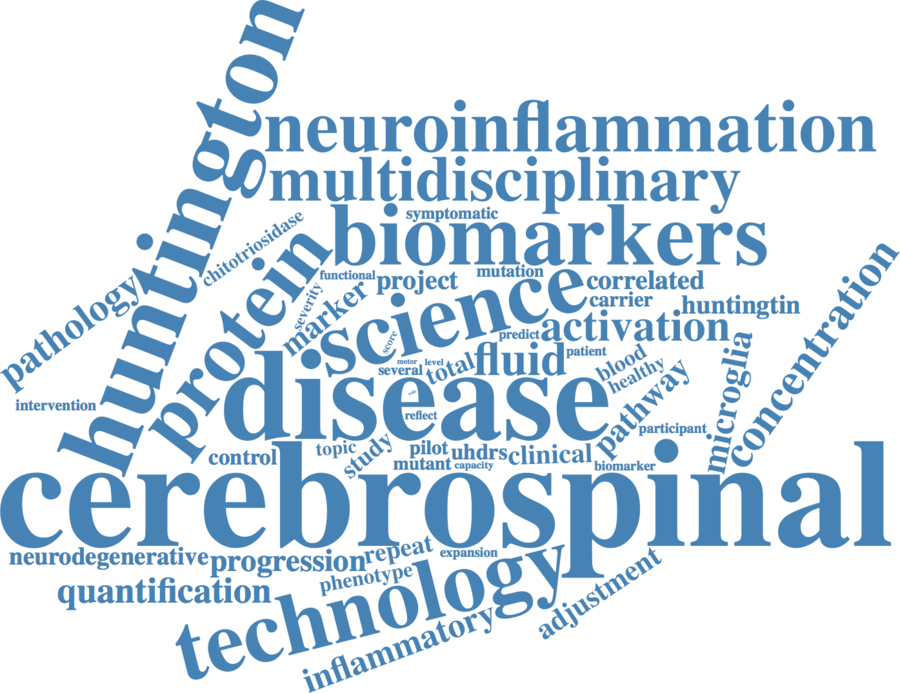 huntington
neuroinflammation
multidisciplinary
biomarkers
symptomatic
chitotriosidase
protein
functional
project
mutation
science
correlated
carrier
huntingtin
concentration
pathology
severity
marker
score
predict
activation
motor
level
several
total
fluid
patient
blood
healthy
pathway
microglia
disease
role
reflect
intervention
participant
control
topic
study
pilot
uhdrs
clinical
mutant
capacity
biomarker
cerebrospinal
neurodegenerative
progression
repeat
expansion
quantification
phenotype
technology
adjustment
inflammatory